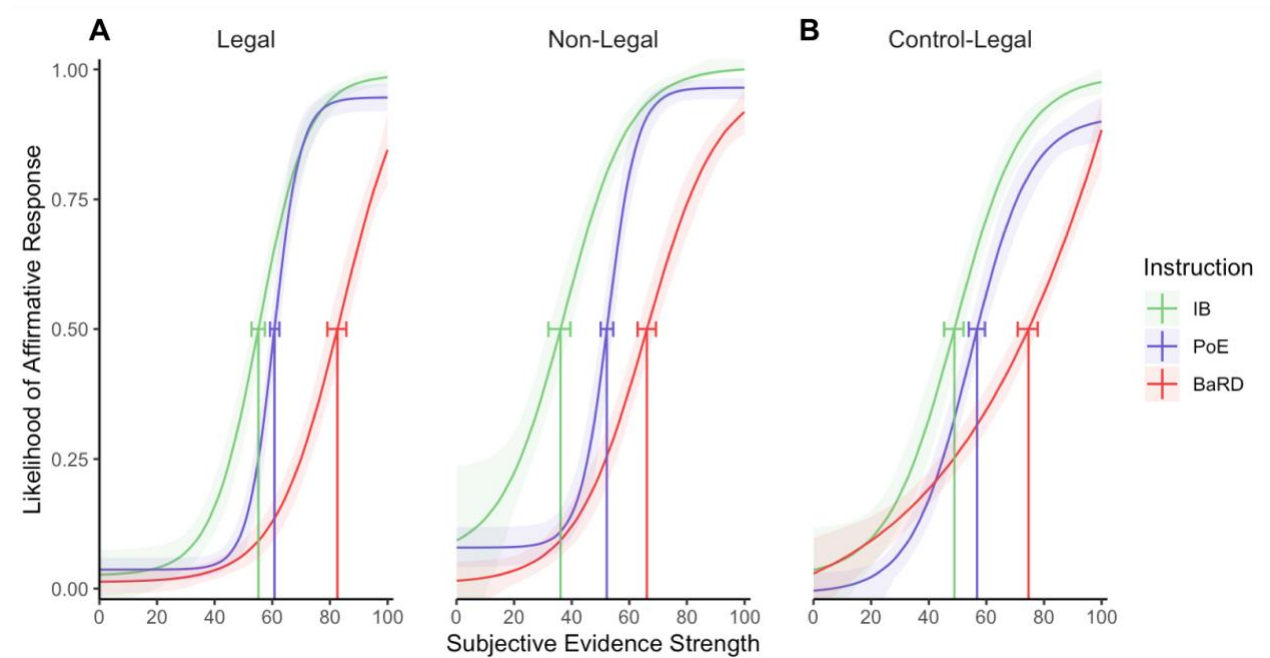 A
Legal
Non-Legal
B
Control-Legal
Likelihood of Affirmative Response
1.00
0.75
0.50
0.25
0.00
0 20 40 60 80 100
0 20 40 60 80 100
0 20 40 60 80 100
Subjective Evidence Strength
Instruction
IB
PoE
BaRD